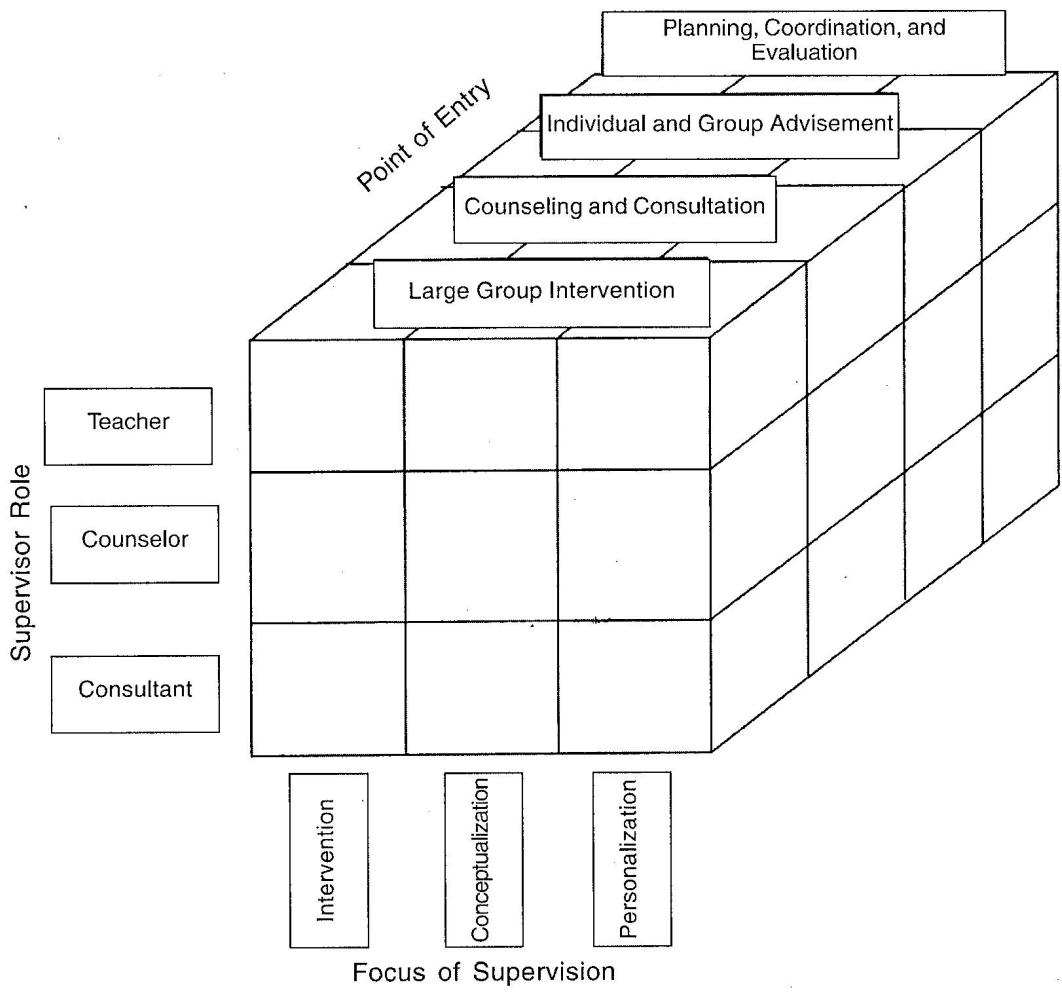 Planning, Coordination, and
Evaluation
Point of Entry
Individual and Group Advisement
Counseling and Consultation
Large Group Intervention
Supervisor Role
Teacher
Counselor
Consultant
Intervention
Conceptualization
Personalization
Focus of Supervision